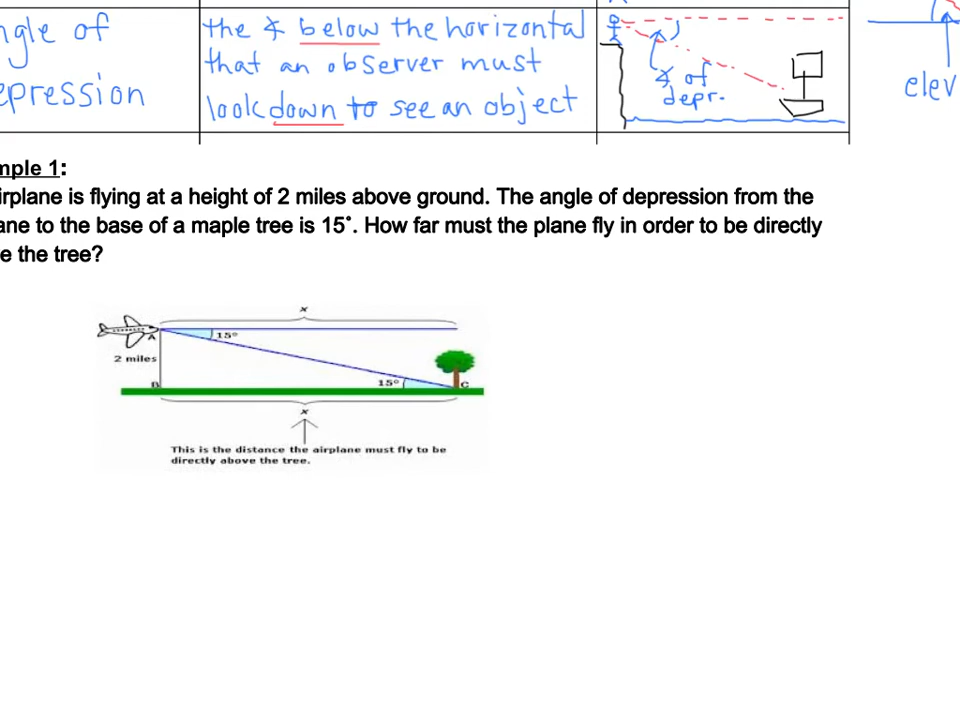 ngle of
epression
the ∡ below the horizontal
that an observer must
look down to see an object
∡ of
depr.
elev
mple 1:
irplane is flying at a height of 2 miles above ground. The angle of depression from the
ane to the base of a maple tree is 15°. How far must the plane fly in order to be directly
e the tree?
x
A
15°
2 miles
B
15°
C
x
This is the distance the airplane must fly to be
directly above the tree.